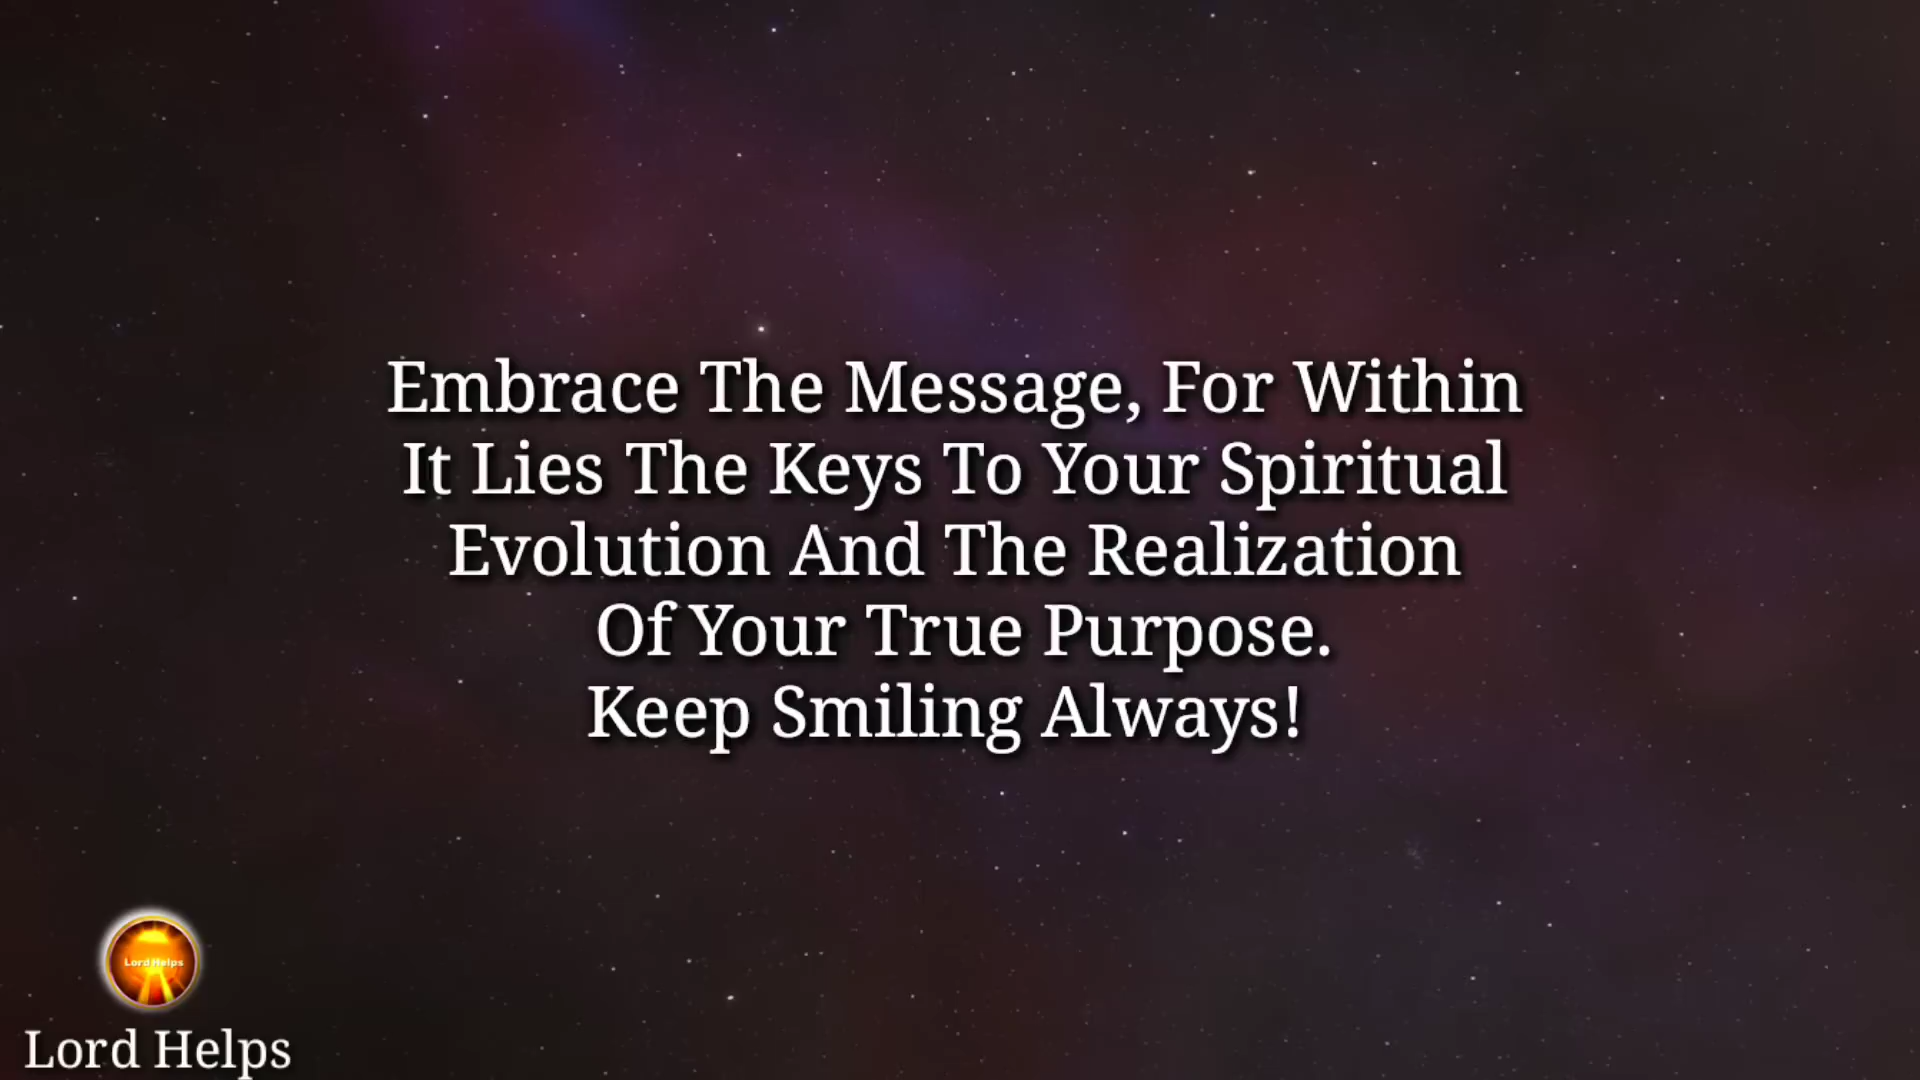 Embrace The Message, For Within
It Lies The Keys To Your Spiritual
Evolution And The Realization
Of Your True Purpose.
Keep Smiling Always!
Lord Helps
Lord Helps